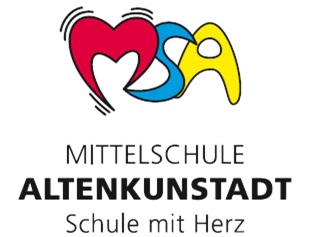 MSA
MITTELSCHULE
ALTENKUNSTADT
Schule mit Herz